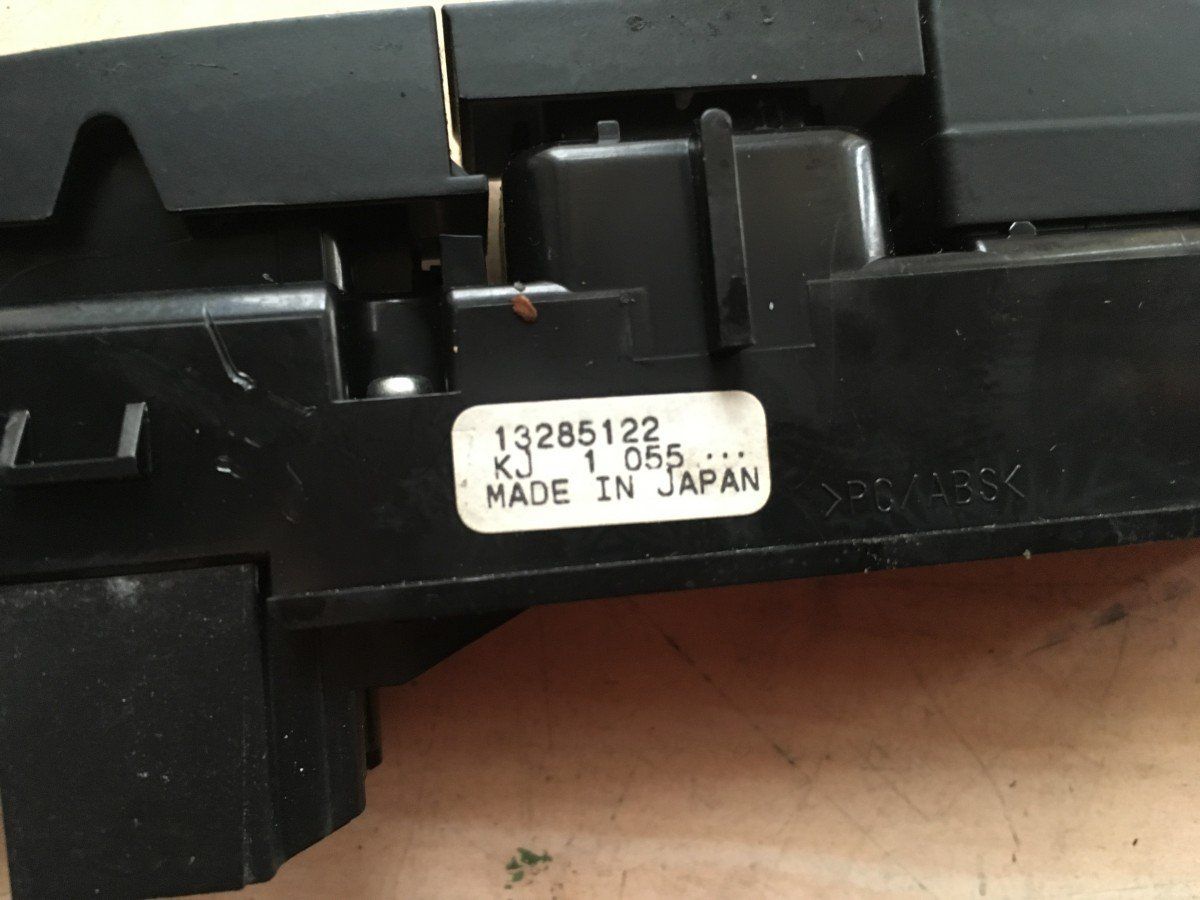 13285122
KJ 1 055 ...
MADE IN JAPAN
>PC/ABS<